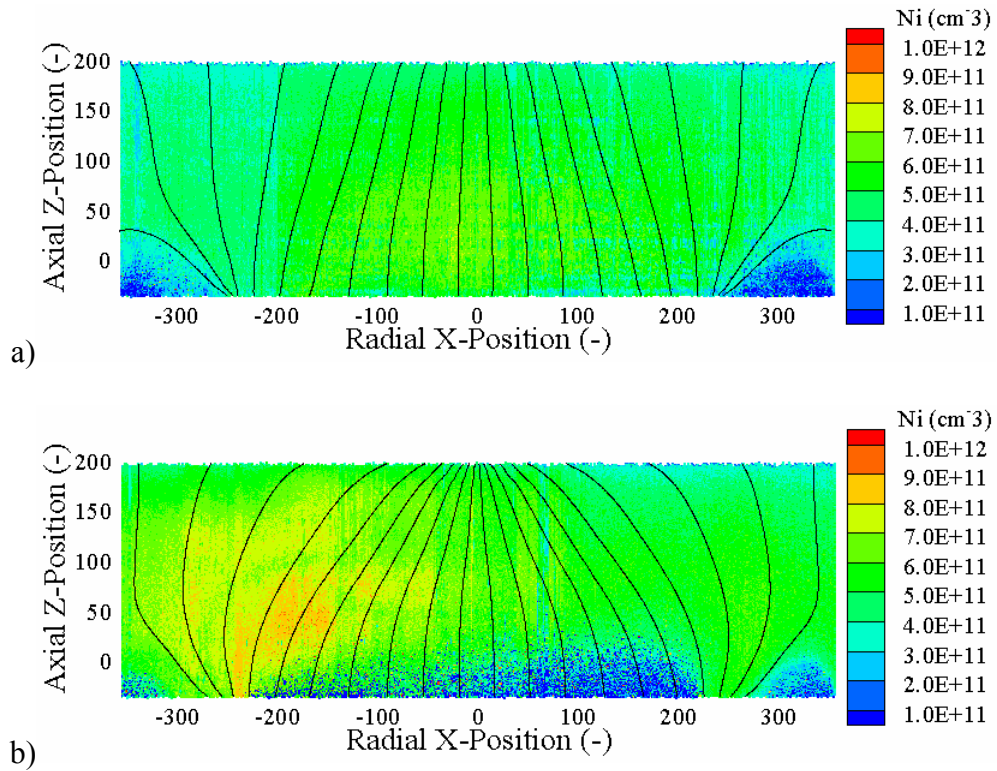 Ni (cm^-3)
1.0E+12
9.0E+11
8.0E+11
7.0E+11
6.0E+11
5.0E+11
4.0E+11
3.0E+11
2.0E+11
1.0E+11
Axial Z-Position (-)
200
150
100
50
0
-300 -200 -100 0 100 200 300
Radial X-Position (-)
a)
Ni (cm^-3)
1.0E+12
9.0E+11
8.0E+11
7.0E+11
6.0E+11
5.0E+11
4.0E+11
3.0E+11
2.0E+11
1.0E+11
Axial Z-Position (-)
200
150
100
50
0
-300 -200 -100 0 100 200 300
Radial X-Position (-)
b)